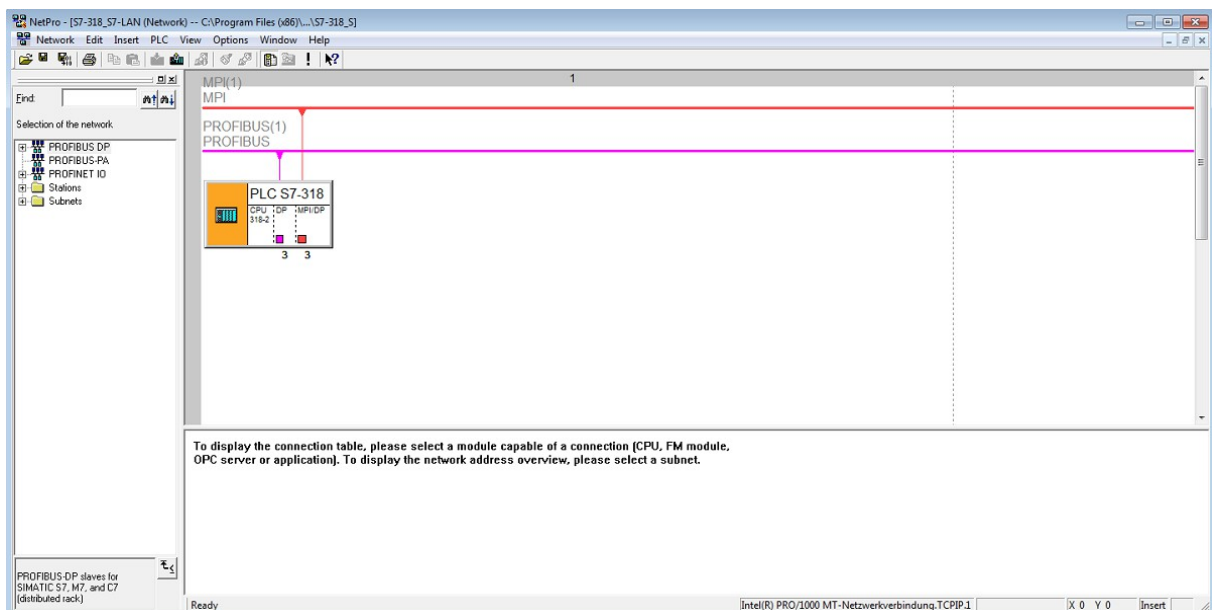 NetPro - [S7-318_S7-LAN (Network) -- C:\Program Files (x86)\...\S7-318_S]
Network Edit Insert PLC View Options Window Help
Find:
Selection of the network
PROFIBUS DP
PROFIBUS-PA
PROFINET IO
Stations
Subnets
PROFIBUS-DP slaves for
SIMATIC S7, M7, and C7
(distributed rack)
1
MPI(1)
MPI
PROFIBUS(1)
PROFIBUS
PLC S7-318
CPU DP MPI/DP
318-2
3 3
To display the connection table, please select a module capable of a connection (CPU, FM module,
OPC server or application). To display the network address overview, please select a subnet.
Ready Intel(R) PRO/1000 MT-Netzwerkverbindung.TCPIP.1 X 0 Y 0 Insert